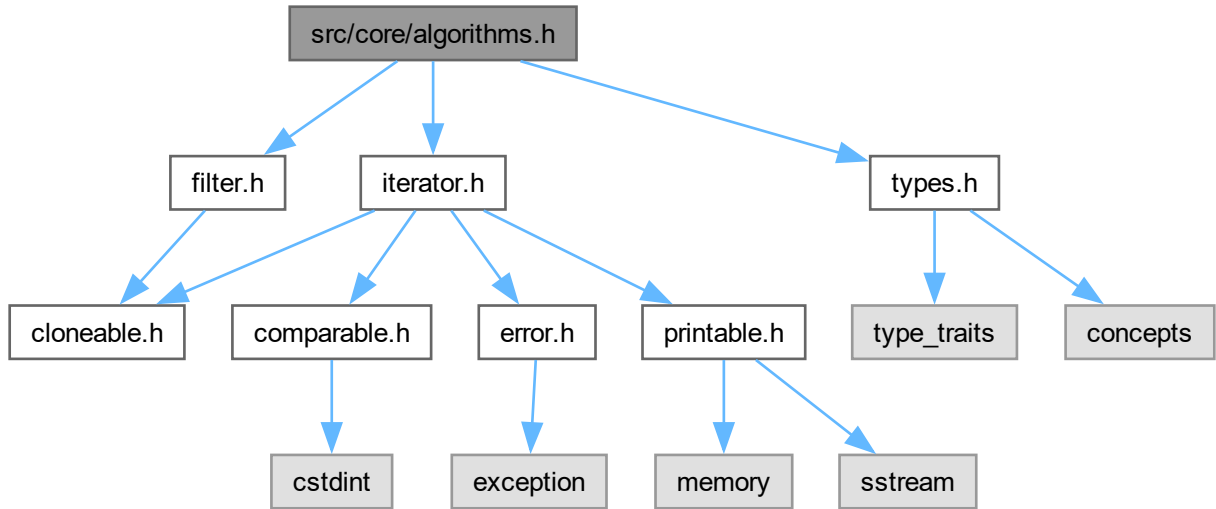 src/core/algorithms.h
filter.h
iterator.h
types.h
cloneable.h
comparable.h
error.h
printable.h
type_traits
concepts
cstdint
exception
memory
sstream